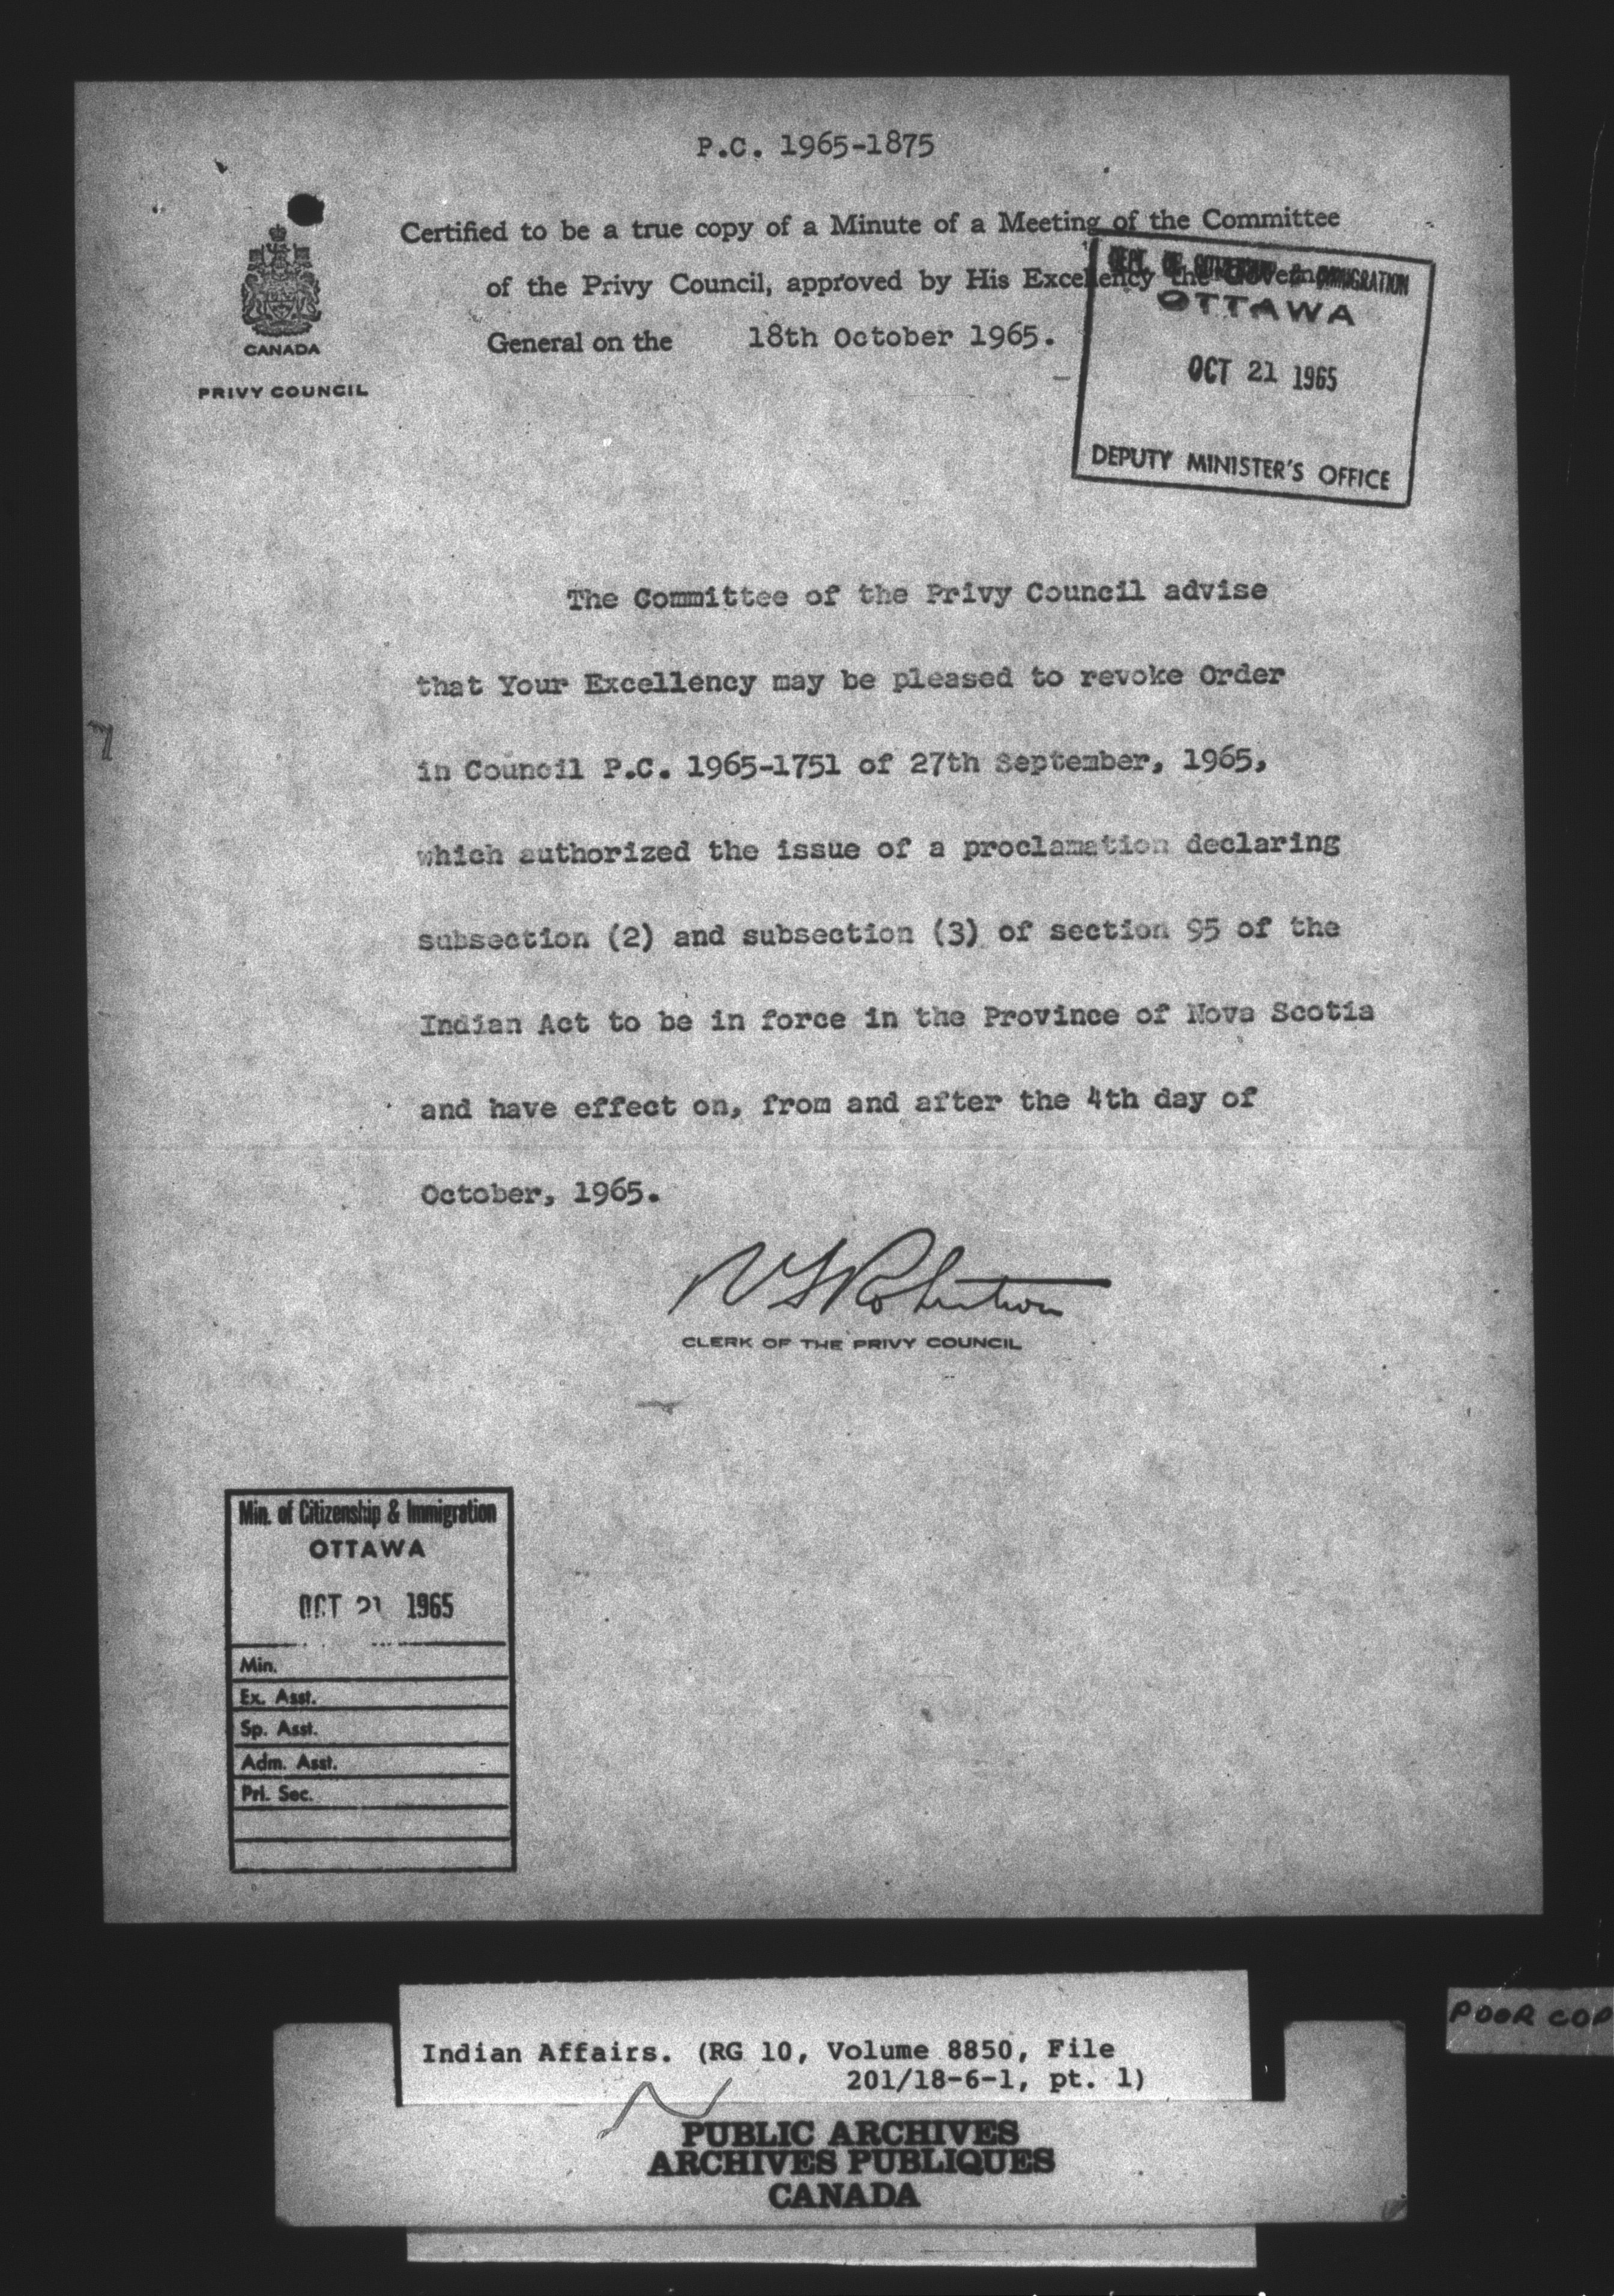 P.C. 1965-1875
Certified to be a true copy of a Minute of a Meeting of the Committee
of the Privy Council, approved by His Excellency the Governor
General on the 18th October 1965.
CANADA
PRIVY COUNCIL
DEPT. OF CITIZENSHIP & IMMIGRATION
OTTAWA
OCT 21 1965
DEPUTY MINISTER'S OFFICE
The Committee of the Privy Council advise
that Your Excellency may be pleased to revoke Order
in Council P.C. 1965-1751 of 27th September, 1965,
which authorized the issue of a proclamation declaring
subsection (2) and subsection (3) of section 95 of the
Indian Act to be in force in the Province of Nova Scotia
and have effect on, from and after the 4th day of
October, 1965.
CLERK OF THE PRIVY COUNCIL
Min. of Citizenship & Immigration
OTTAWA
OCT 21 1965
Min.
Ex. Asst.
Sp. Asst.
Adm. Asst.
Pri. Sec.
POOR COP
Indian Affairs. (RG 10, Volume 8850, File
201/18-6-1, pt. 1)
PUBLIC ARCHIVES
ARCHIVES PUBLIQUES
CANADA